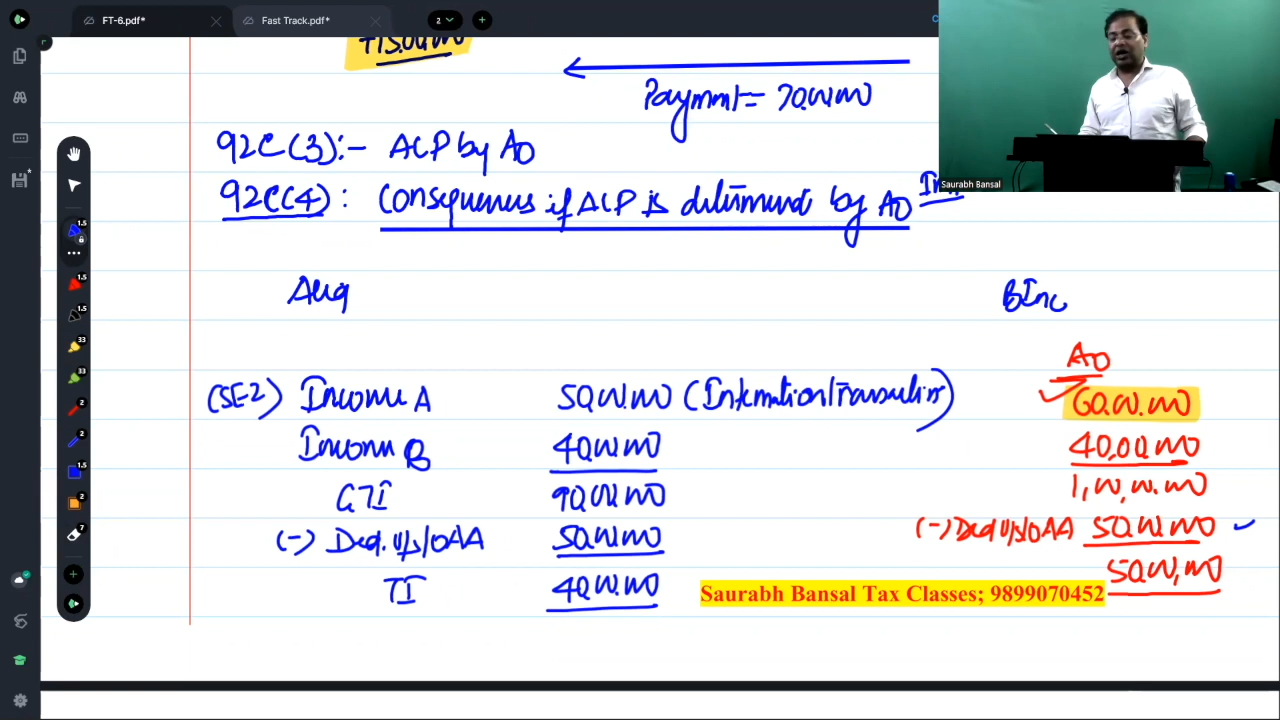 FT-6.pdf*
Fast Track.pdf*
2
Payment = 70,00,000
Saurabh Bansal
92C(3):- ALP by AO
92C(4): Consequences if ALP is determined by AO
B Inc
AO
(SE-2) Income A 50,00,000 (International Transaction) 60,00,000
Income B 40,00,000 40,00,000
GTI 90,00,000 1,00,00,000
(-) Ded. u/s 10AA 50,00,000 (-) Ded u/s 10AA 50,00,000
TI 40,00,000 50,00,000
Saurabh Bansal Tax Classes; 9899070452